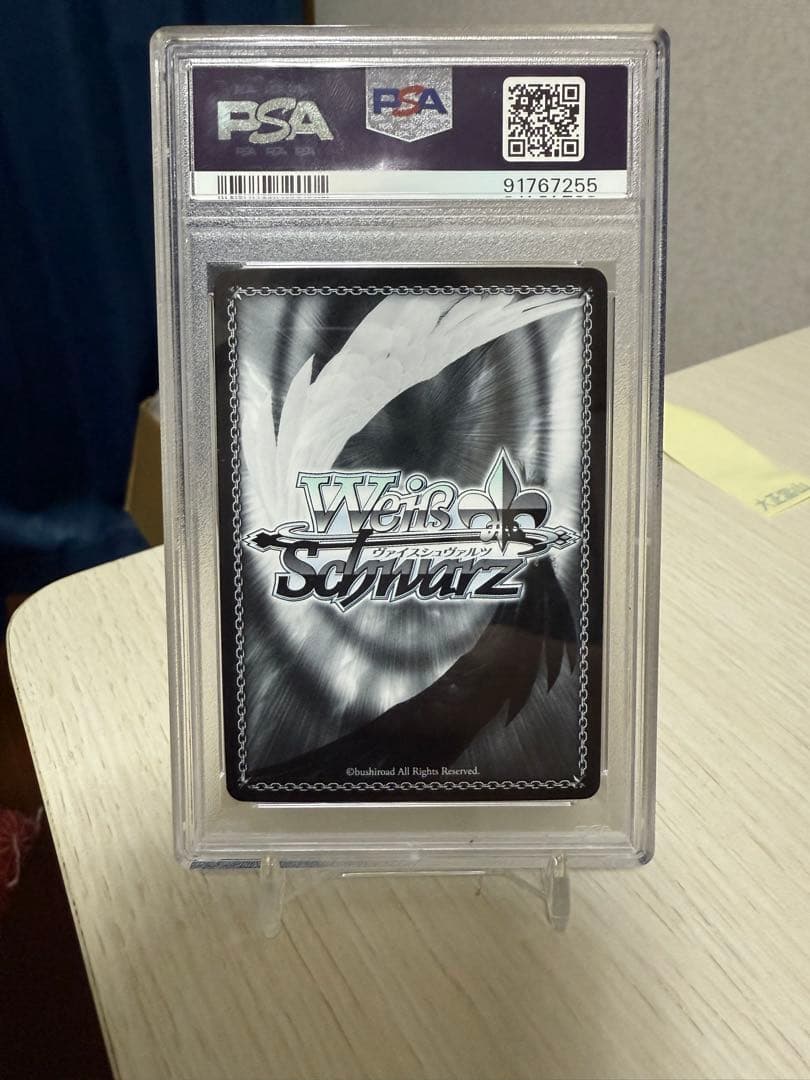 PSA
PSA
91767255
Weiß
ヴァイスシュヴァルツ
Schwarz
©bushiroad All Rights Reserved.